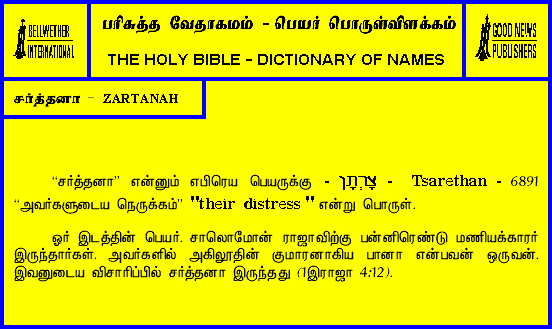 BELLWETHER
INTERNATIONAL
பரிசுத்த வேதாகமம் - பெயர் பொருள்விளக்கம்
THE HOLY BIBLE - DICTIONARY OF NAMES
GOOD NEWS
PUBLISHERS
சர்த்தனா - ZARTANAH
“சர்த்தனா” என்னும் எபிரெய பெயருக்கு - צָרְתָן - Tsarethan - 6891
“அவர்களுடைய நெருக்கம்” "their distress" என்று பொருள்.
ஓர் இடத்தின் பெயர். சாலொமோன் ராஜாவிற்கு பன்னிரெண்டு மணியக்காரர்
இருந்தார்கள். அவர்களில் அகிலூதின் குமாரனாகிய பானா என்பவன் ஒருவன்.
இவனுடைய விசாரிப்பில் சர்த்தனா இருந்தது (1இராஜா 4:12).